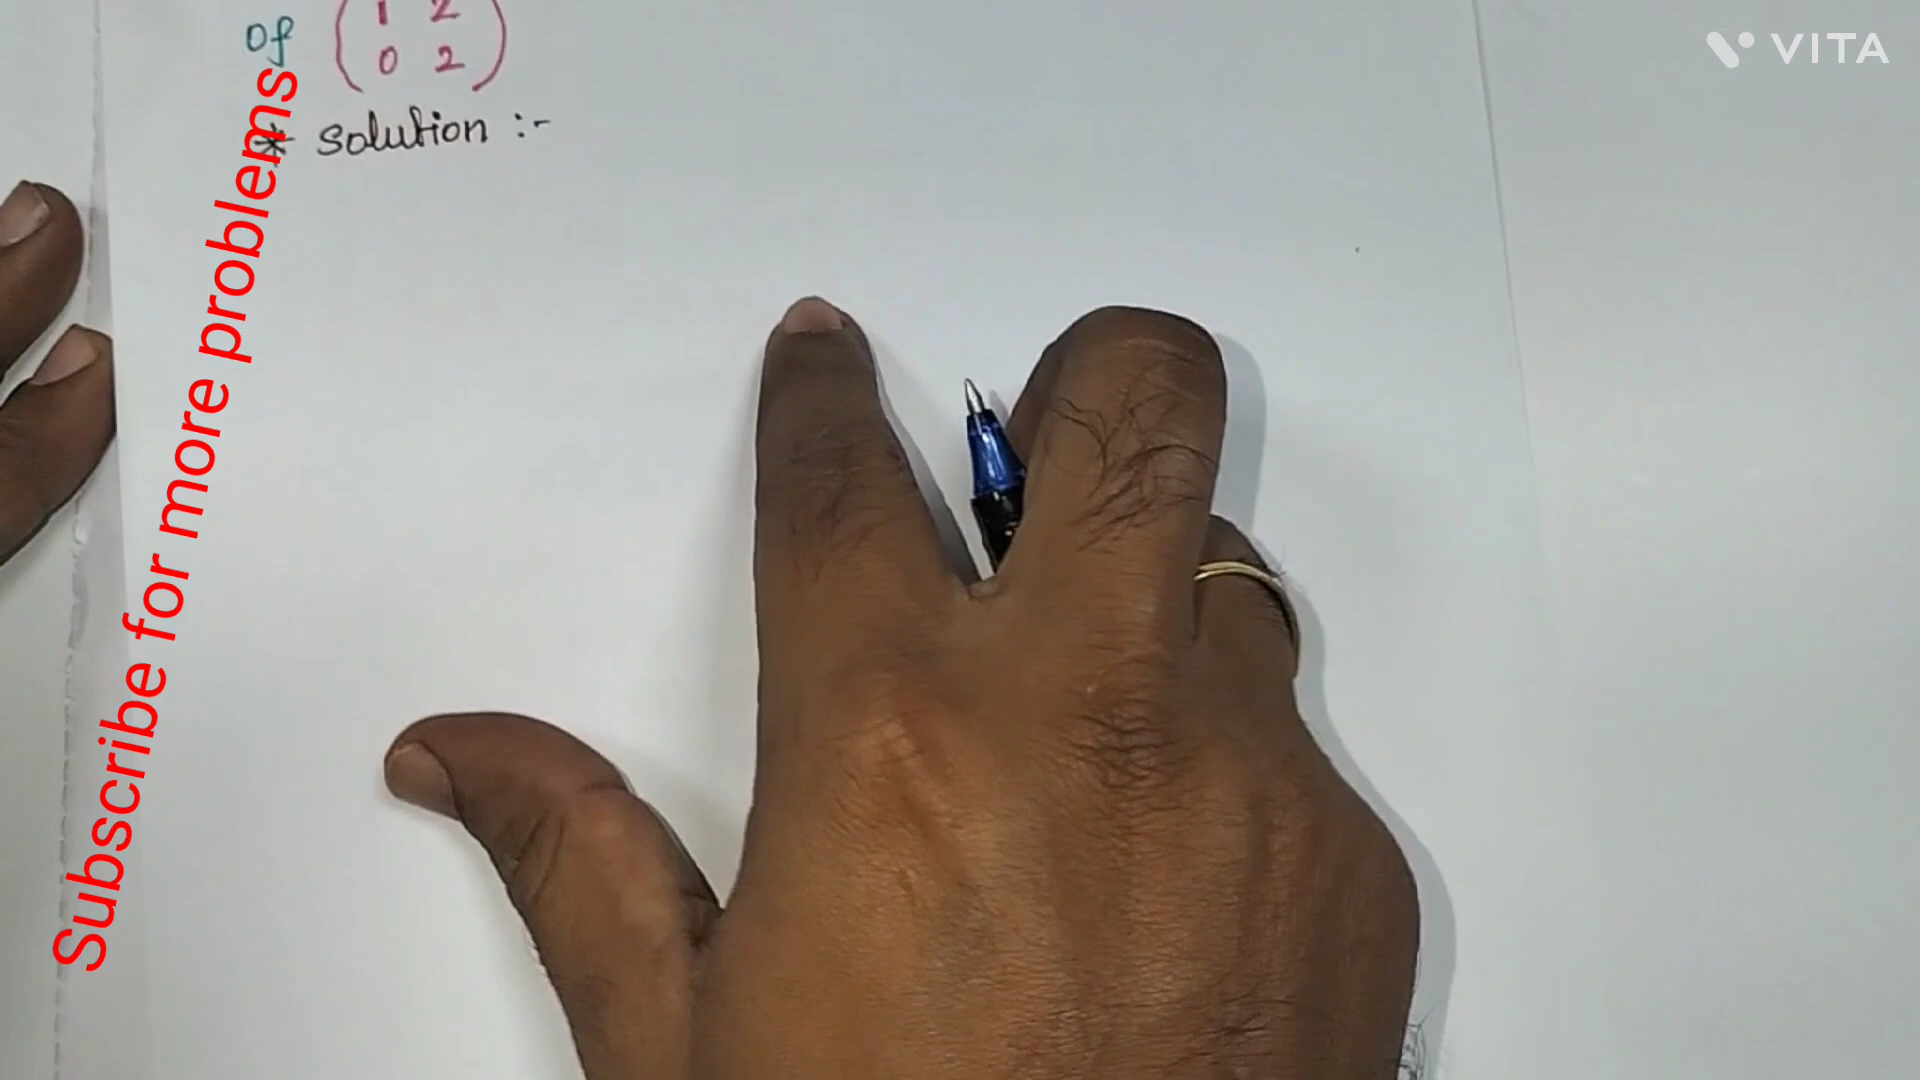 Of ( 1 2
0 2 )
* Solution :-
Subscribe for more problems
VITA